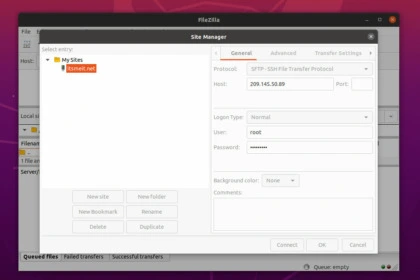 FileZilla
File
Host:
Site Manager
Select entry:
My Sites
itsmeit.net
General Advanced Transfer Settings
Protocol: SFTP - SSH File Transfer Protocol
Host: 209.145.50.89 Port:
Logon Type: Normal
User: root
Password: •••••••••
Background color: None
Comments:
New site New folder
New Bookmark Rename
Delete Duplicate
Connect OK Cancel
Local s
Filenam
..
1 file an
Server/
Queued files Failed transfers Successful transfers
Queue: empty